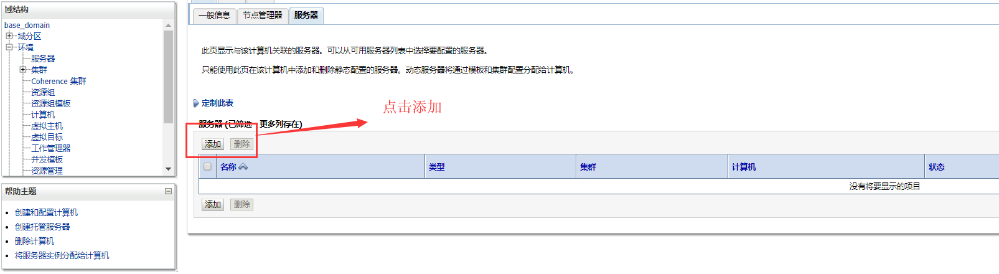 域结构
base_domain
域分区
环境
服务器
集群
Coherence 集群
资源组
资源组模板
计算机
虚拟主机
虚拟目标
工作管理器
并发模板
资源管理
帮助主题
创建和配置计算机
创建托管服务器
删除计算机
将服务器实例分配给计算机
一般信息 节点管理器 服务器
此页显示与该计算机关联的服务器。可以从可用服务器列表中选择要配置的服务器。
只能使用此页在该计算机中添加和删除静态配置的服务器。动态服务器将通过模板和集群配置分配给计算机。
定制此表
点击添加
服务器 (已筛选 - 更多列存在)
添加 删除
名称 类型 集群 计算机 状态
没有将要显示的项目
添加 删除